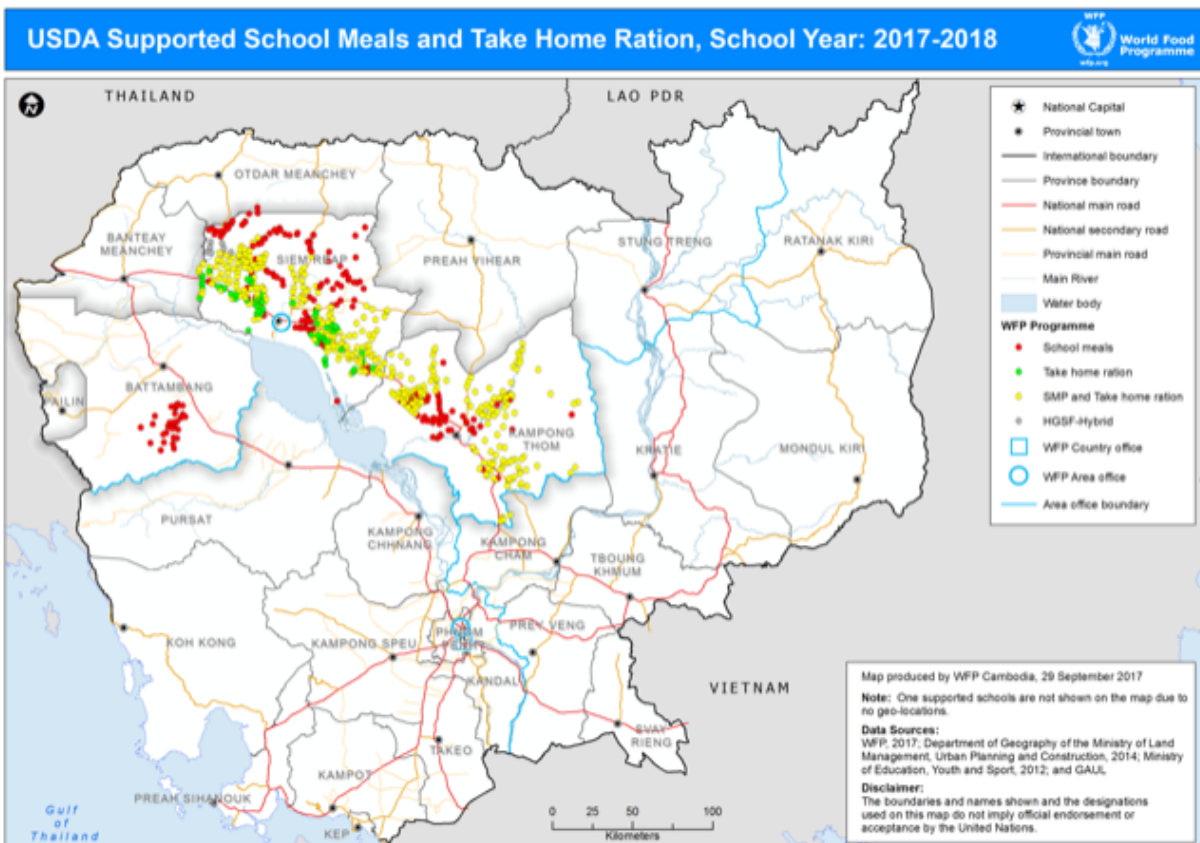 USDA Supported School Meals and Take Home Ration, School Year: 2017-2018
WFP
wfp.org
World Food
Programme
N
THAILAND
LAO PDR
OTDAR MEANCHEY
BANTEAY
MEANCHEY
SIEM REAP
PREAH VIHEAR
STUNG TRENG
RATANAK KIRI
BATTAMBANG
PAILIN
KAMPONG
THOM
KRATIE
MONDUL KIRI
PURSAT
KAMPONG
CHHNANG
KAMPONG
CHAM
TBOUNG
KHMUM
KOH KONG
KAMPONG SPEU
PHNOM
PENH
PREY VENG
KANDAL
VIETNAM
SVAY
RIENG
TAKEO
KAMPOT
PREAH SIHANOUK
KEP
Gulf
of
Thailand
0 25 50 100
Kilometers
National Capital
Provincial town
International boundary
Province boundary
National main road
National secondary road
Provincial main road
Main River
Water body
WFP Programme
School meals
Take home ration
SMP and Take home ration
HGSF-Hybrid
WFP Country office
WFP Area office
Area office boundary
Map produced by WFP Cambodia, 29 September 2017
Note: One supported schools are not shown on the map due to
no geo-locations.
Data Sources:
WFP, 2017; Department of Geography of the Ministry of Land
Management, Urban Planning and Construction, 2014; Ministry
of Education, Youth and Sport, 2012; and GAUL
Disclaimer:
The boundaries and names shown and the designations
used on this map do not imply official endorsement or
acceptance by the United Nations.